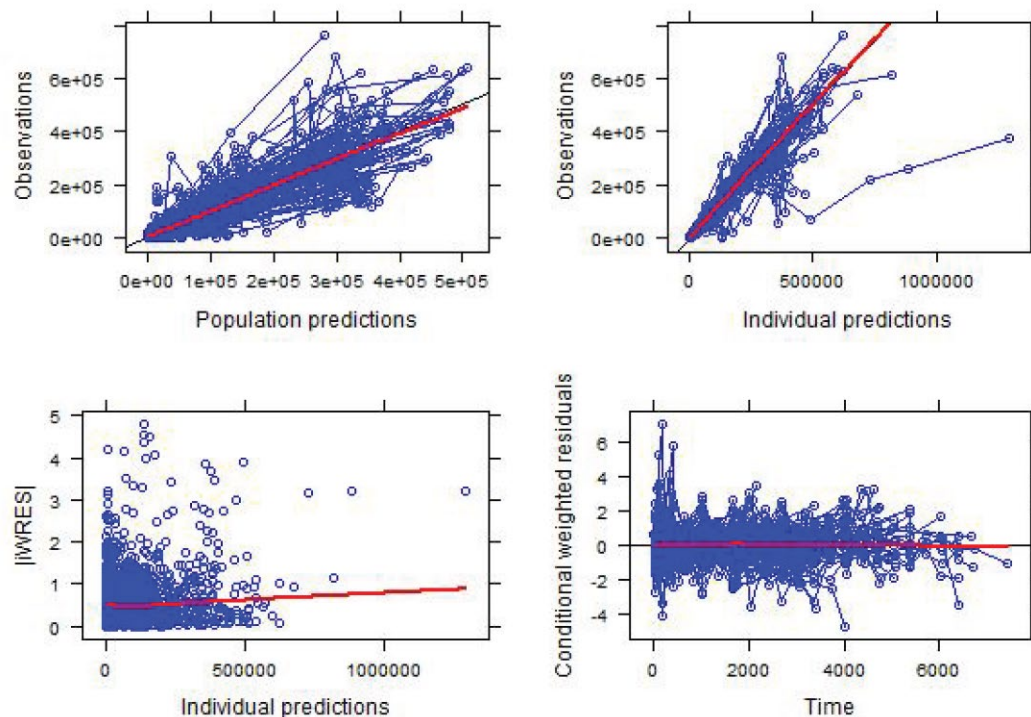 Observations
6e+05
4e+05
2e+05
0e+00
0e+00 1e+05 2e+05 3e+05 4e+05 5e+05
Population predictions
Observations
6e+05
4e+05
2e+05
0e+00
0 500000 1000000
Individual predictions
|iWRES|
5
4
3
2
1
0
0 500000 1000000
Individual predictions
Conditional weighted residuals
6
4
2
0
-2
-4
0 2000 4000 6000
Time